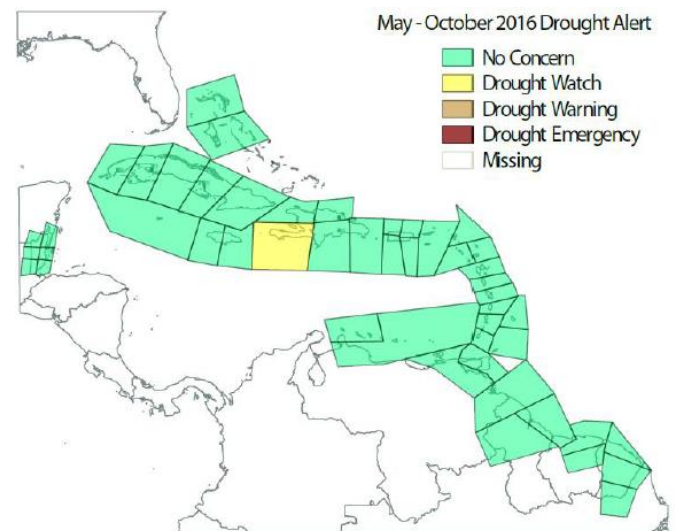 May - October 2016 Drought Alert
No Concern
Drought Watch
Drought Warning
Drought Emergency
Missing